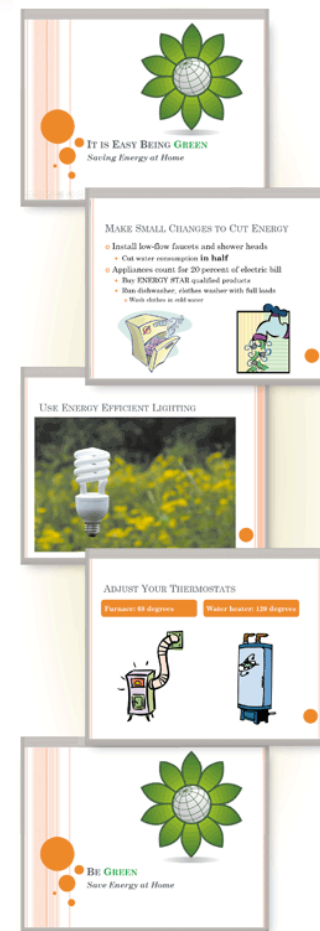 IT IS EASY BEING GREEN
Saving Energy at Home
MAKE SMALL CHANGES TO CUT ENERGY
Install low-flow faucets and shower heads
Cut water consumption in half
Appliances count for 20 percent of electric bill
Buy ENERGY STAR qualified products
Run dishwasher, clothes washer with full loads
Wash clothes in cold water
USE ENERGY EFFICIENT LIGHTING
ADJUST YOUR THERMOSTATS
Furnace: 68 degrees Water heater: 120 degrees
BE GREEN
Save Energy at Home